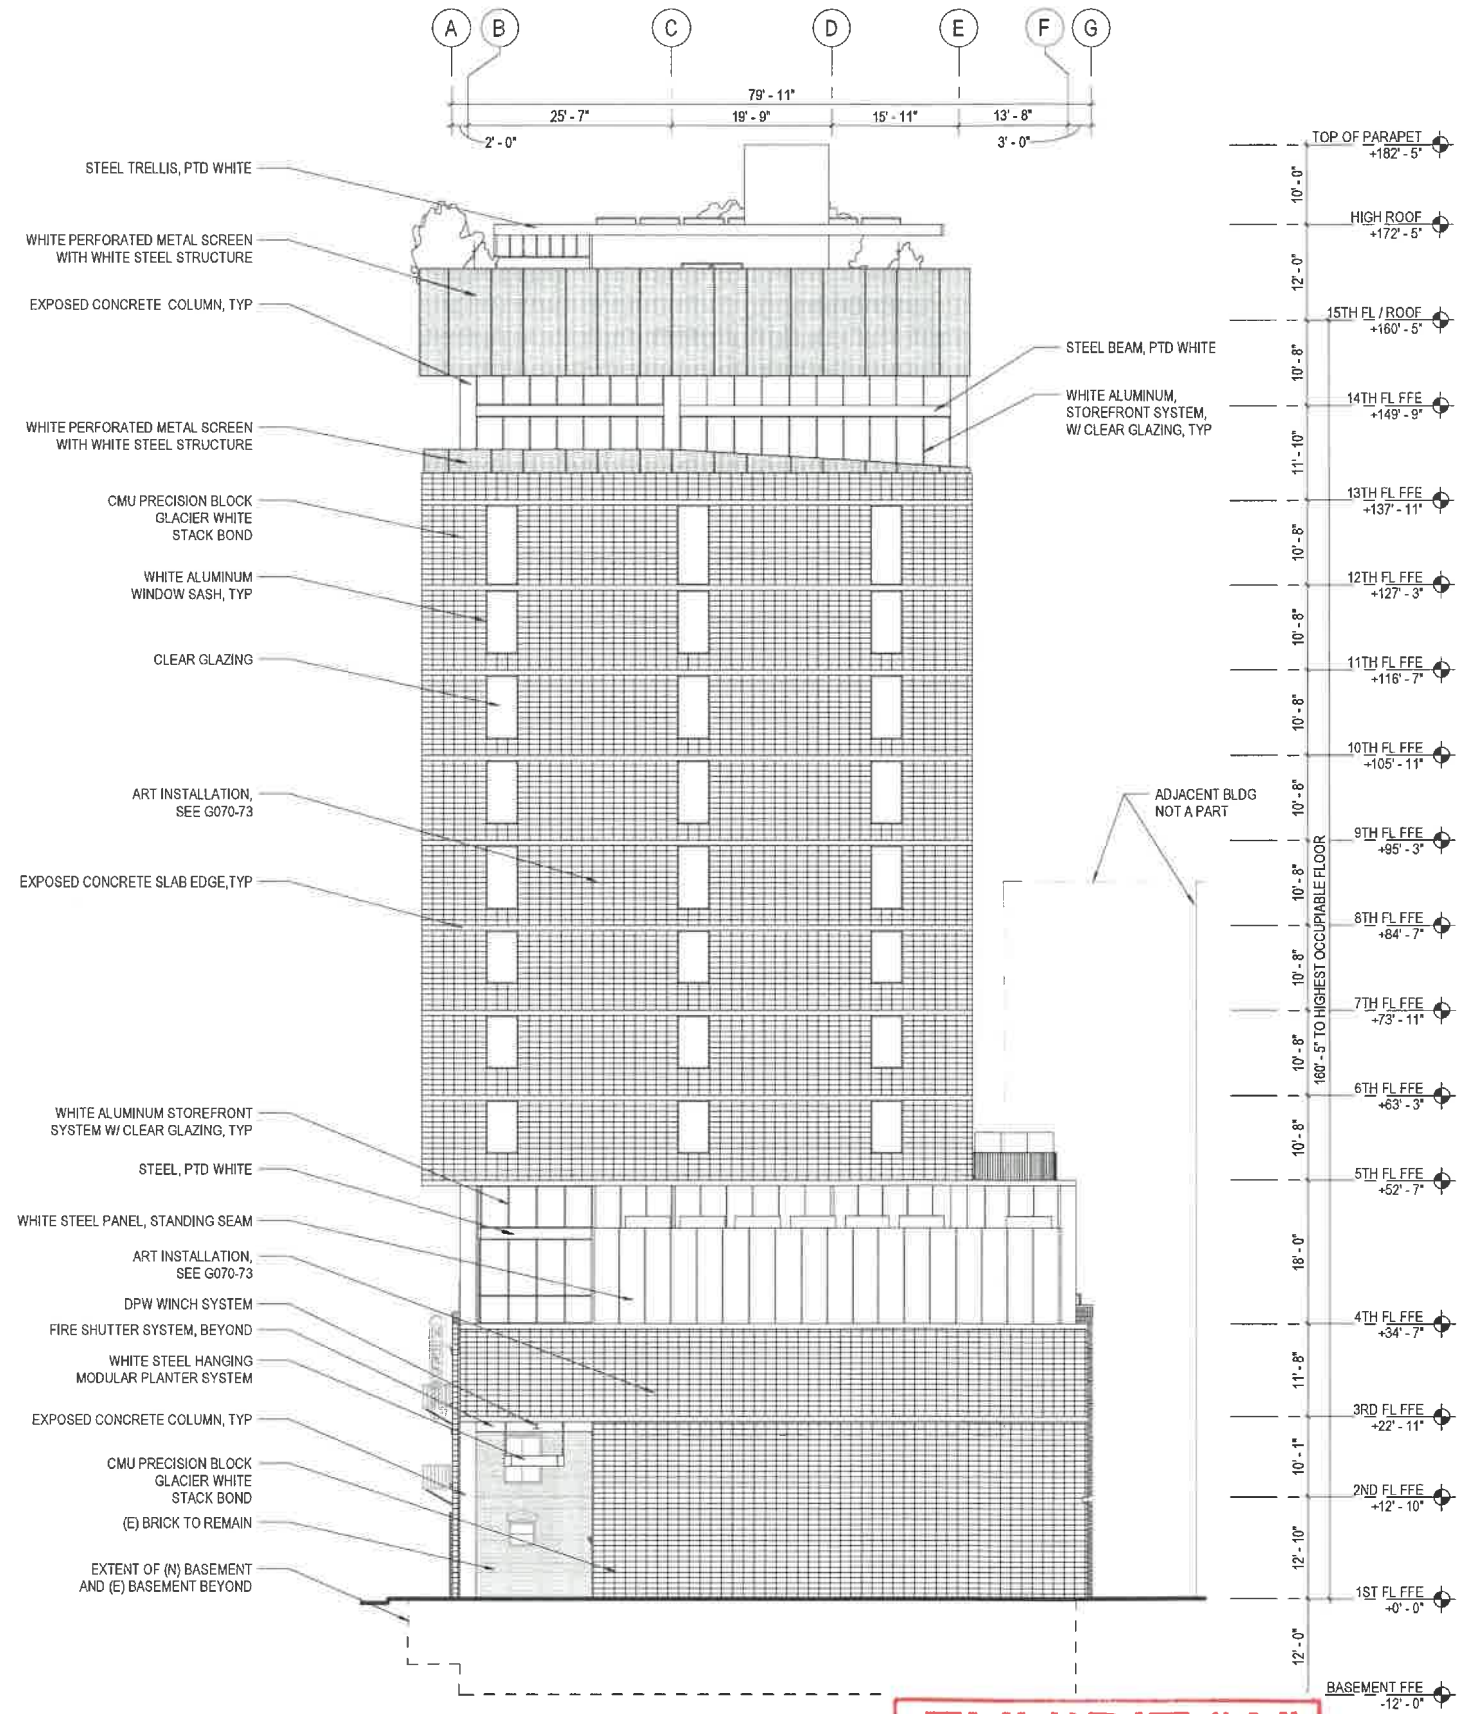 A B C D E F G
79' - 11"
25' - 7" 19' - 9" 15' - 11" 13' - 8"
2' - 0" 3' - 0"
STEEL TRELLIS, PTD WHITE
WHITE PERFORATED METAL SCREEN
WITH WHITE STEEL STRUCTURE
EXPOSED CONCRETE COLUMN, TYP
WHITE PERFORATED METAL SCREEN
WITH WHITE STEEL STRUCTURE
CMU PRECISION BLOCK
GLACIER WHITE
STACK BOND
WHITE ALUMINUM
WINDOW SASH, TYP
CLEAR GLAZING
ART INSTALLATION,
SEE G070-73
EXPOSED CONCRETE SLAB EDGE,TYP
WHITE ALUMINUM STOREFRONT
SYSTEM W/ CLEAR GLAZING, TYP
STEEL, PTD WHITE
WHITE STEEL PANEL, STANDING SEAM
ART INSTALLATION,
SEE G070-73
DPW WINCH SYSTEM
FIRE SHUTTER SYSTEM, BEYOND
WHITE STEEL HANGING
MODULAR PLANTER SYSTEM
EXPOSED CONCRETE COLUMN, TYP
CMU PRECISION BLOCK
GLACIER WHITE
STACK BOND
(E) BRICK TO REMAIN
EXTENT OF (N) BASEMENT
AND (E) BASEMENT BEYOND
STEEL BEAM, PTD WHITE
WHITE ALUMINUM,
STOREFRONT SYSTEM,
W/ CLEAR GLAZING, TYP
ADJACENT BLDG
NOT A PART
TOP OF PARAPET
+182' - 5"
10' - 0"
HIGH ROOF
+172' - 5"
12' - 0"
15TH FL / ROOF
+160' - 5"
10' - 8"
14TH FL FFE
+149' - 9"
11' - 10"
13TH FL FFE
+137' - 11"
10' - 8"
12TH FL FFE
+127' - 3"
10' - 8"
11TH FL FFE
+116' - 7"
10' - 8"
10TH FL FFE
+105' - 11"
10' - 8"
9TH FL FFE
+95' - 3"
10' - 8"
8TH FL FFE
+84' - 7"
10' - 8"
7TH FL FFE
+73' - 11"
10' - 8"
6TH FL FFE
+63' - 3"
10' - 8"
5TH FL FFE
+52' - 7"
18' - 0"
4TH FL FFE
+34' - 7"
11' - 8"
3RD FL FFE
+22' - 11"
10' - 1"
2ND FL FFE
+12' - 10"
12' - 10"
1ST FL FFE
+0' - 0"
12' - 0"
BASEMENT FFE
-12' - 0"
160' - 5" TO HIGHEST OCCUPIABLE FLOOR